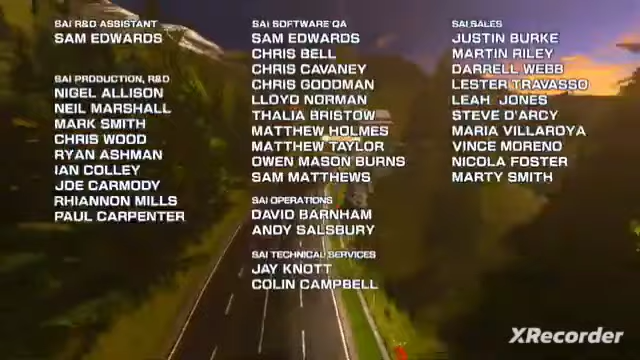 SAI R&D ASSISTANT
SAM EDWARDS
SAI PRODUCTION, R&D
NIGEL ALLISON
NEIL MARSHALL
MARK SMITH
CHRIS WOOD
RYAN ASHMAN
IAN COLLEY
JOE CARMODY
RHIANNON MILLS
PAUL CARPENTER
SAI SOFTWARE QA
SAM EDWARDS
CHRIS BELL
CHRIS CAVANEY
CHRIS GOODMAN
LLOYD NORMAN
THALIA BRISTOW
MATTHEW HOLMES
MATTHEW TAYLOR
OWEN MASON BURNS
SAM MATTHEWS
SAI OPERATIONS
DAVID BARNHAM
ANDY SALSBURY
SAI TECHNICAL SERVICES
JAY KNOTT
COLIN CAMPBELL
SAI SALES
JUSTIN BURKE
MARTIN RILEY
DARRELL WEBB
LESTER TRAVASSO
LEAH JONES
STEVE D'ARCY
MARIA VILLAROYA
VINCE MORENO
NICOLA FOSTER
MARTY SMITH
XRecorder